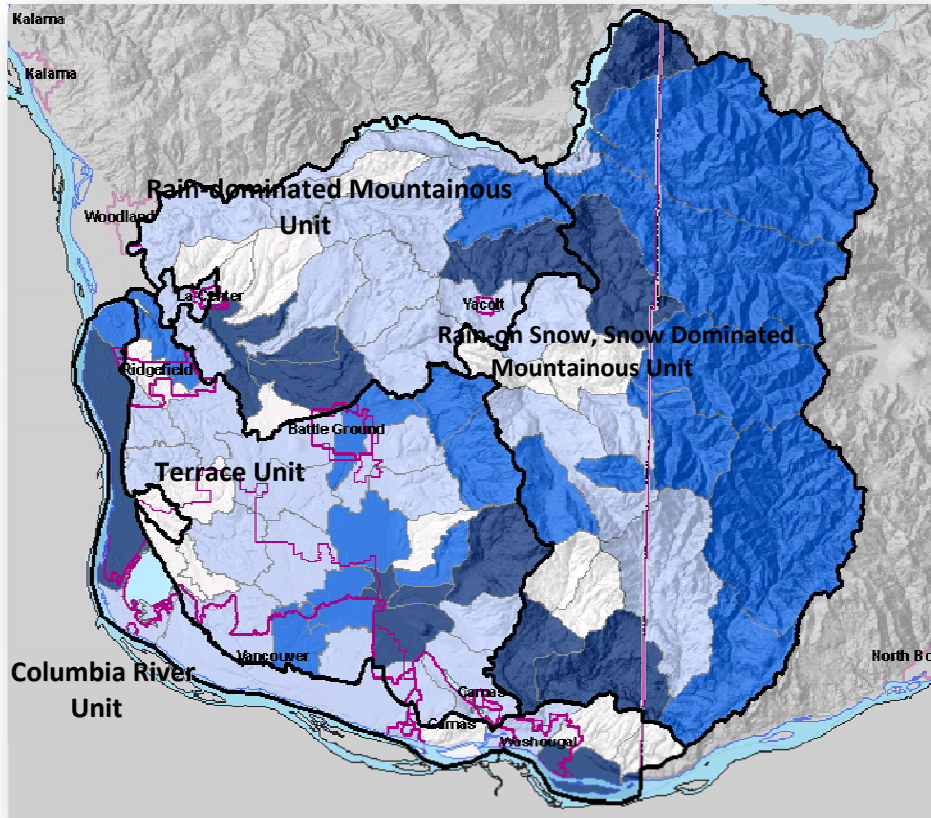 Kalama
Kalama
Rain-dominated Mountainous
Unit
Woodland
La Center
Yacolt
Rain-on Snow, Snow Dominated
Mountainous Unit
Ridgefield
Battle Ground
Terrace Unit
Vancouver
North Bo
Columbia River
Unit
Camas
Camas
Washougal